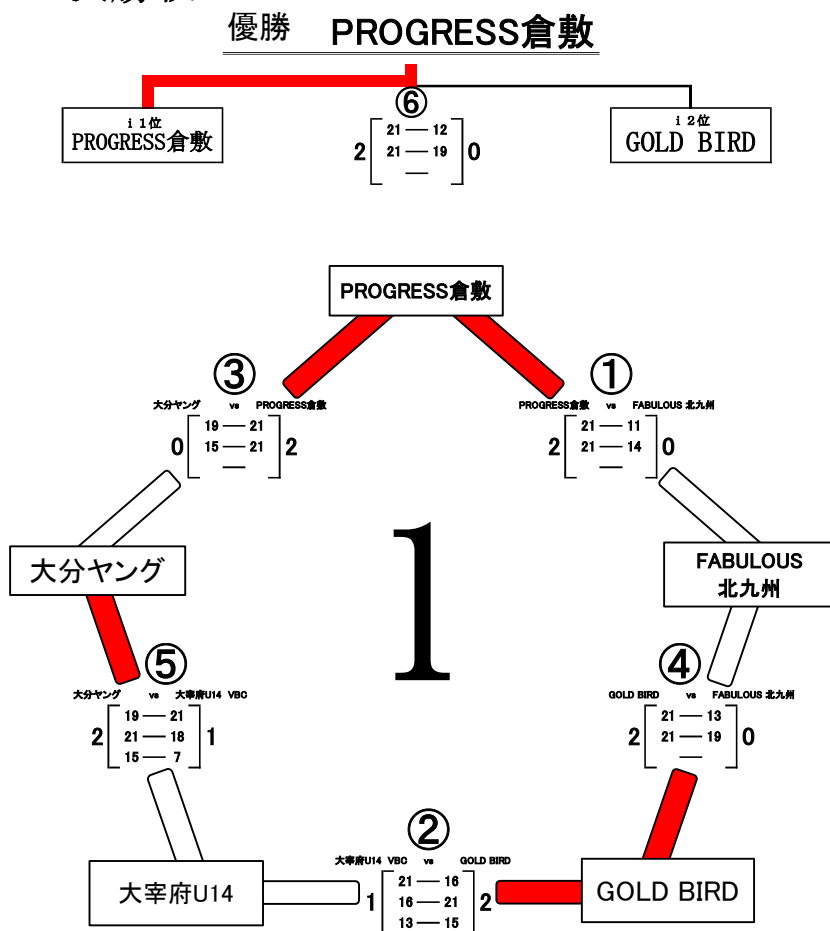 優勝 PROGRESS倉敷
⑥
i 1位
PROGRESS倉敷
i 2位
GOLD BIRD
2 21 — 12 0
21 — 19
—
PROGRESS倉敷
③
大分ヤング vs PROGRESS倉敷
0 19 — 21 2
15 — 21
—
①
PROGRESS倉敷 vs FABULOUS 北九州
2 21 — 11 0
21 — 14
—
1
大分ヤング
FABULOUS
北九州
⑤
大分ヤング vs 大宰府U14 VBC
2 19 — 21 1
21 — 18
15 — 7
④
GOLD BIRD vs FABULOUS 北九州
2 21 — 13 0
21 — 19
—
②
大宰府U14 VBC vs GOLD BIRD
1 21 — 16 2
16 — 21
13 — 15
大宰府U14
GOLD BIRD